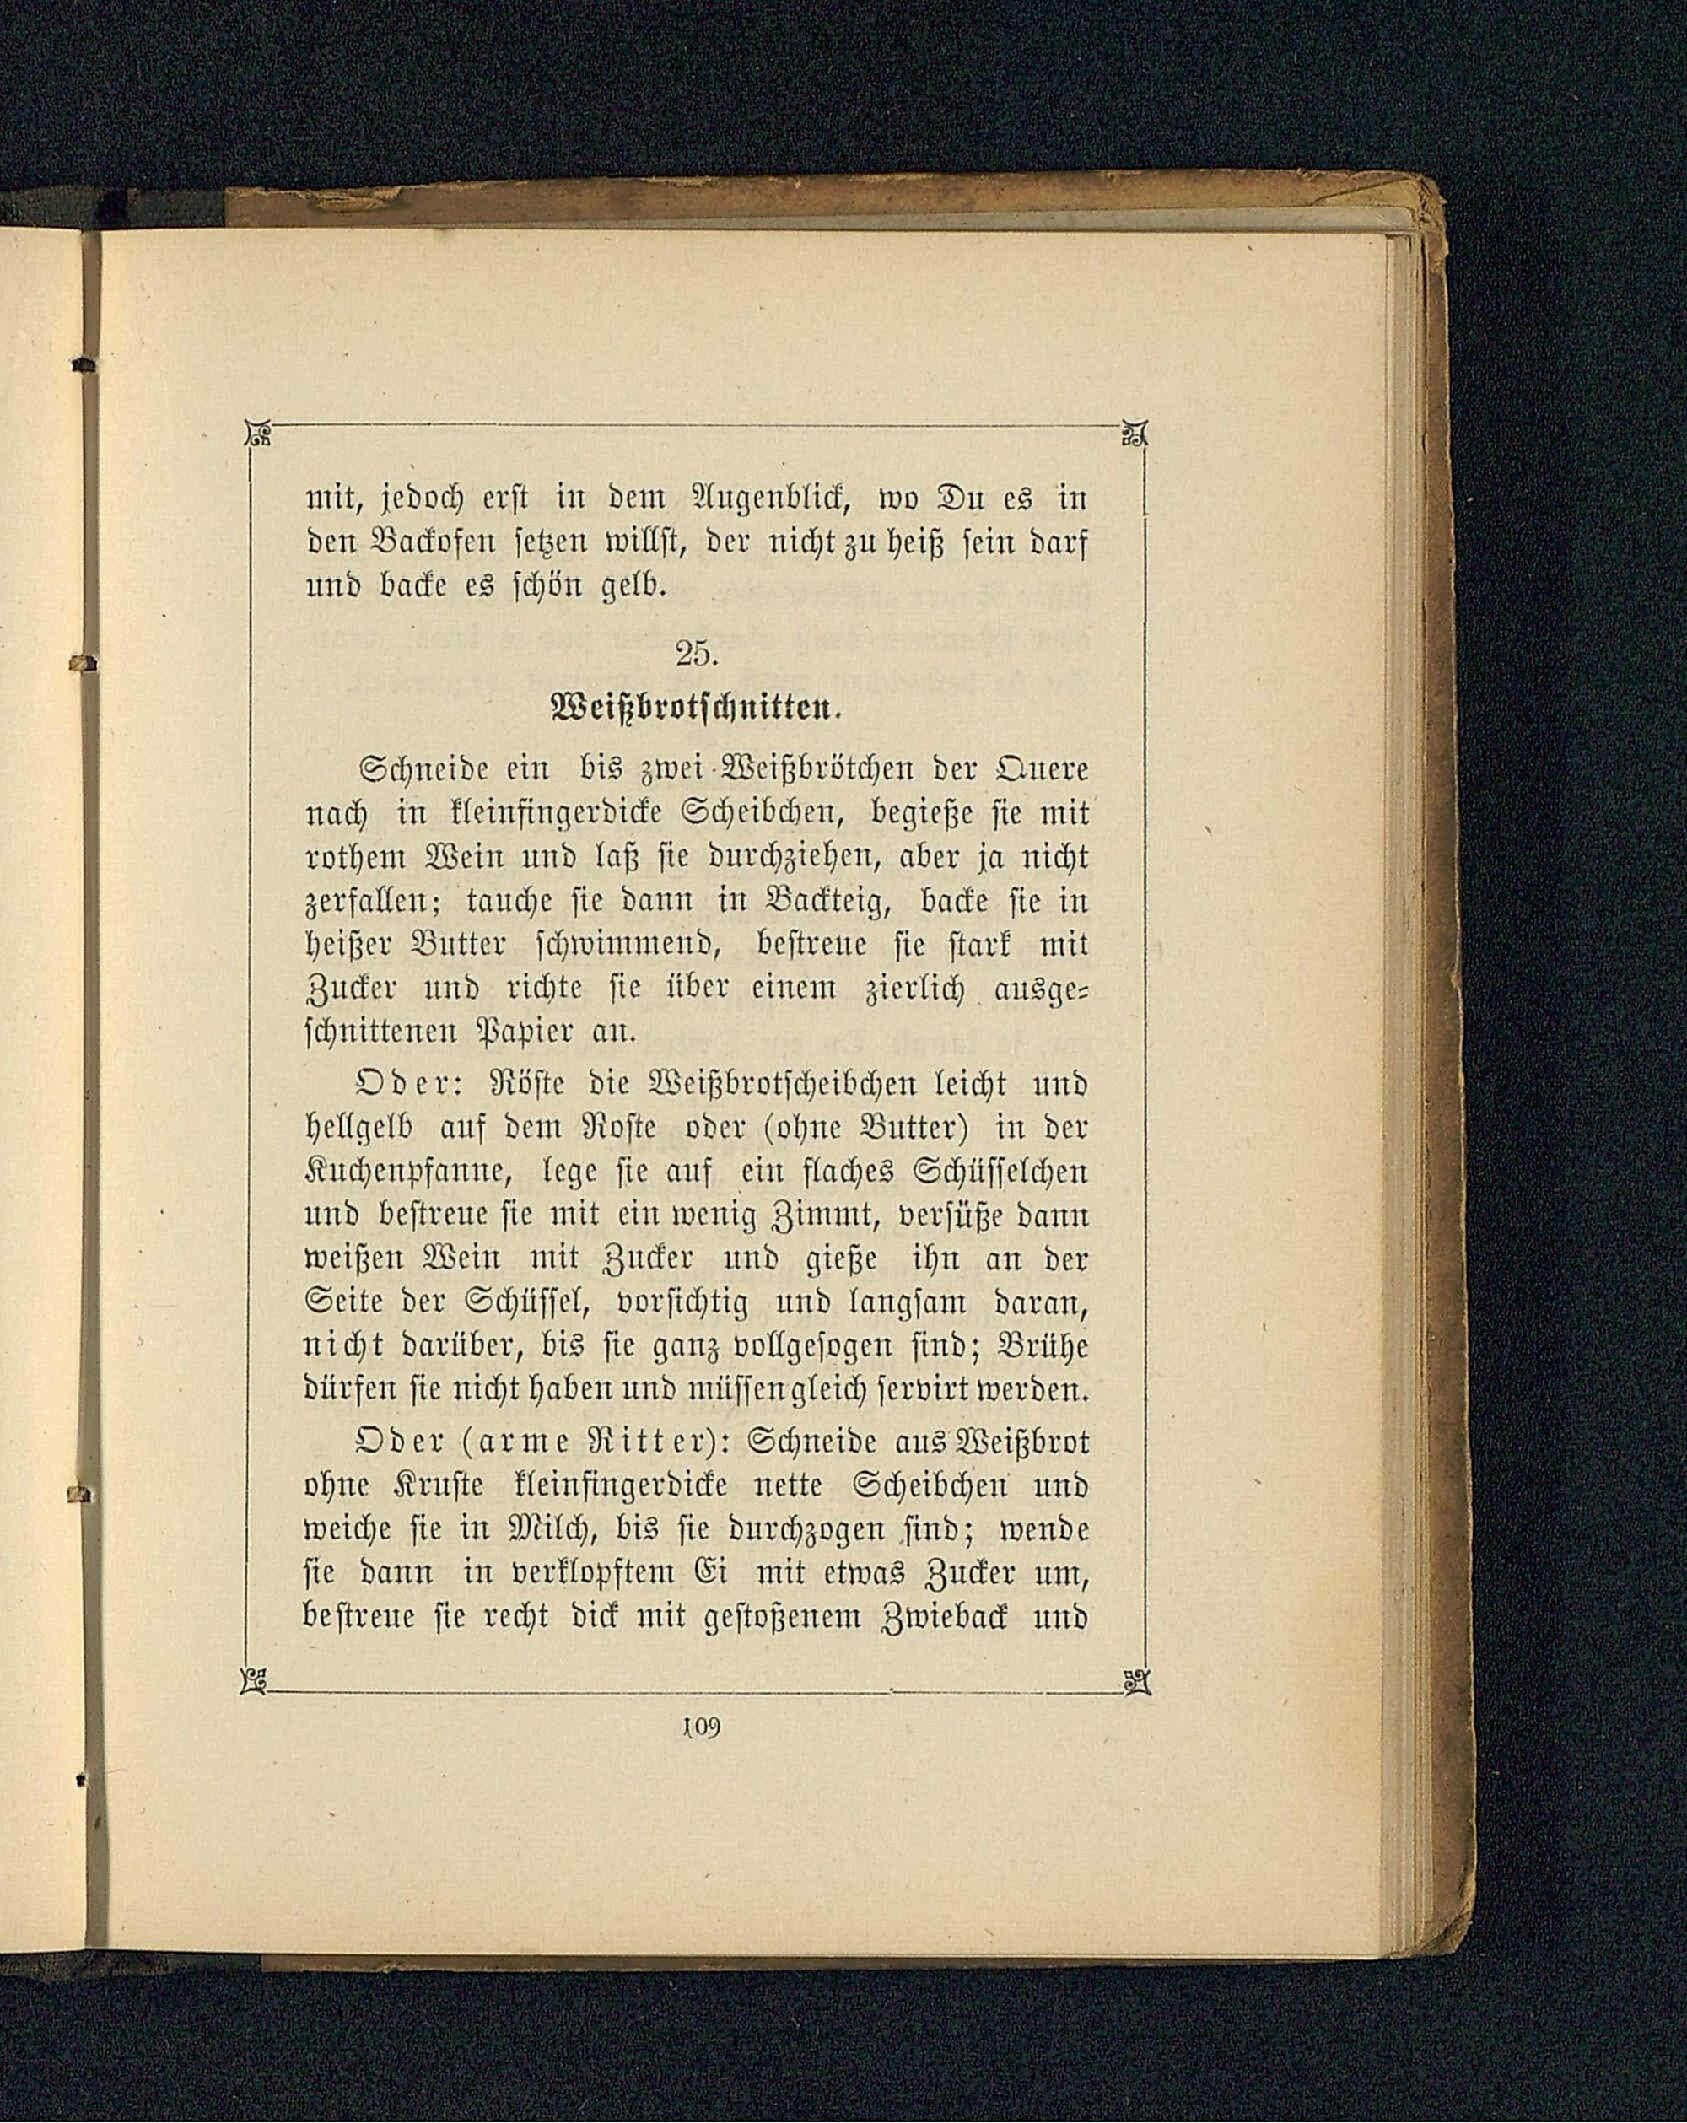 mit, jedoch erst in dem Augenblick, wo Du es in
den Backofen setzen willst, der nicht zu heiß sein darf
und backe es schön gelb.
25.
Weißbrotschnitten.
Schneide ein bis zwei Weißbrötchen der Quere
nach in kleinfingerdicke Scheibchen, begieße sie mit
rothem Wein und laß sie durchziehen, aber ja nicht
zerfallen; tauche sie dann in Backteig, backe sie in
heißer Butter schwimmend, bestreue sie stark mit
Zucker und richte sie über einem zierlich ausge-
schnittenen Papier an.
Oder: Röste die Weißbrotscheibchen leicht und
hellgelb auf dem Roste oder (ohne Butter) in der
Kuchenpfanne, lege sie auf ein flaches Schüsselchen
und bestreue sie mit ein wenig Zimmt, versüße dann
weißen Wein mit Zucker und gieße ihn an der
Seite der Schüssel, vorsichtig und langsam daran,
nicht darüber, bis sie ganz vollgesogen sind; Brühe
dürfen sie nicht haben und müssen gleich servirt werden.
Oder (arme Ritter): Schneide aus Weißbrot
ohne Kruste kleinfingerdicke nette Scheibchen und
weiche sie in Milch, bis sie durchzogen sind; wende
sie dann in verklopftem Ei mit etwas Zucker um,
bestreue sie recht dick mit gestoßenem Zwieback und
109